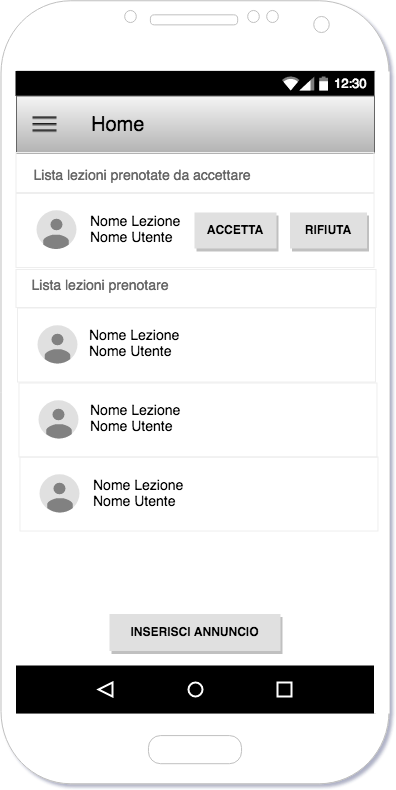 12:30
Home
Lista lezioni prenotate da accettare
Nome Lezione
Nome Utente
ACCETTA
RIFIUTA
Lista lezioni prenotare
Nome Lezione
Nome Utente
Nome Lezione
Nome Utente
Nome Lezione
Nome Utente
INSERISCI ANNUNCIO